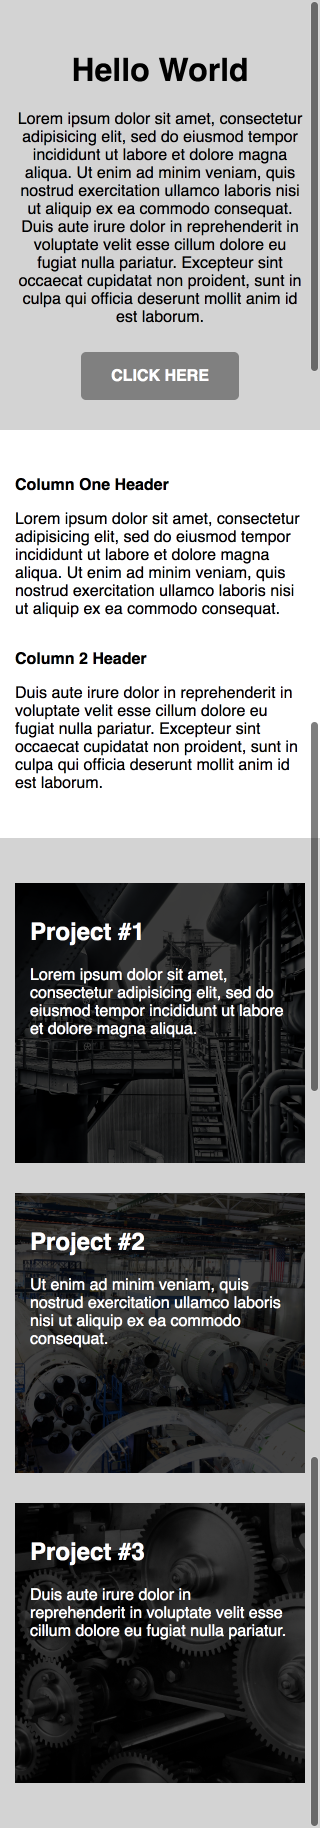 Hello World
Lorem ipsum dolor sit amet, consectetur
adipisicing elit, sed do eiusmod tempor
incididunt ut labore et dolore magna
aliqua. Ut enim ad minim veniam, quis
nostrud exercitation ullamco laboris nisi
ut aliquip ex ea commodo consequat.
Duis aute irure dolor in reprehenderit in
voluptate velit esse cillum dolore eu
fugiat nulla pariatur. Excepteur sint
occaecat cupidatat non proident, sunt in
culpa qui officia deserunt mollit anim id
est laborum.
CLICK HERE
Column One Header
Lorem ipsum dolor sit amet, consectetur
adipisicing elit, sed do eiusmod tempor
incididunt ut labore et dolore magna
aliqua. Ut enim ad minim veniam, quis
nostrud exercitation ullamco laboris nisi
ut aliquip ex ea commodo consequat.
Column 2 Header
Duis aute irure dolor in reprehenderit in
voluptate velit esse cillum dolore eu
fugiat nulla pariatur. Excepteur sint
occaecat cupidatat non proident, sunt in
culpa qui officia deserunt mollit anim id
est laborum.
Project #1
Lorem ipsum dolor sit amet,
consectetur adipisicing elit, sed do
eiusmod tempor incididunt ut labore
et dolore magna aliqua.
Project #2
Ut enim ad minim veniam, quis
nostrud exercitation ullamco laboris
nisi ut aliquip ex ea commodo
consequat.
Project #3
Duis aute irure dolor in
reprehenderit in voluptate velit esse
cillum dolore eu fugiat nulla pariatur.